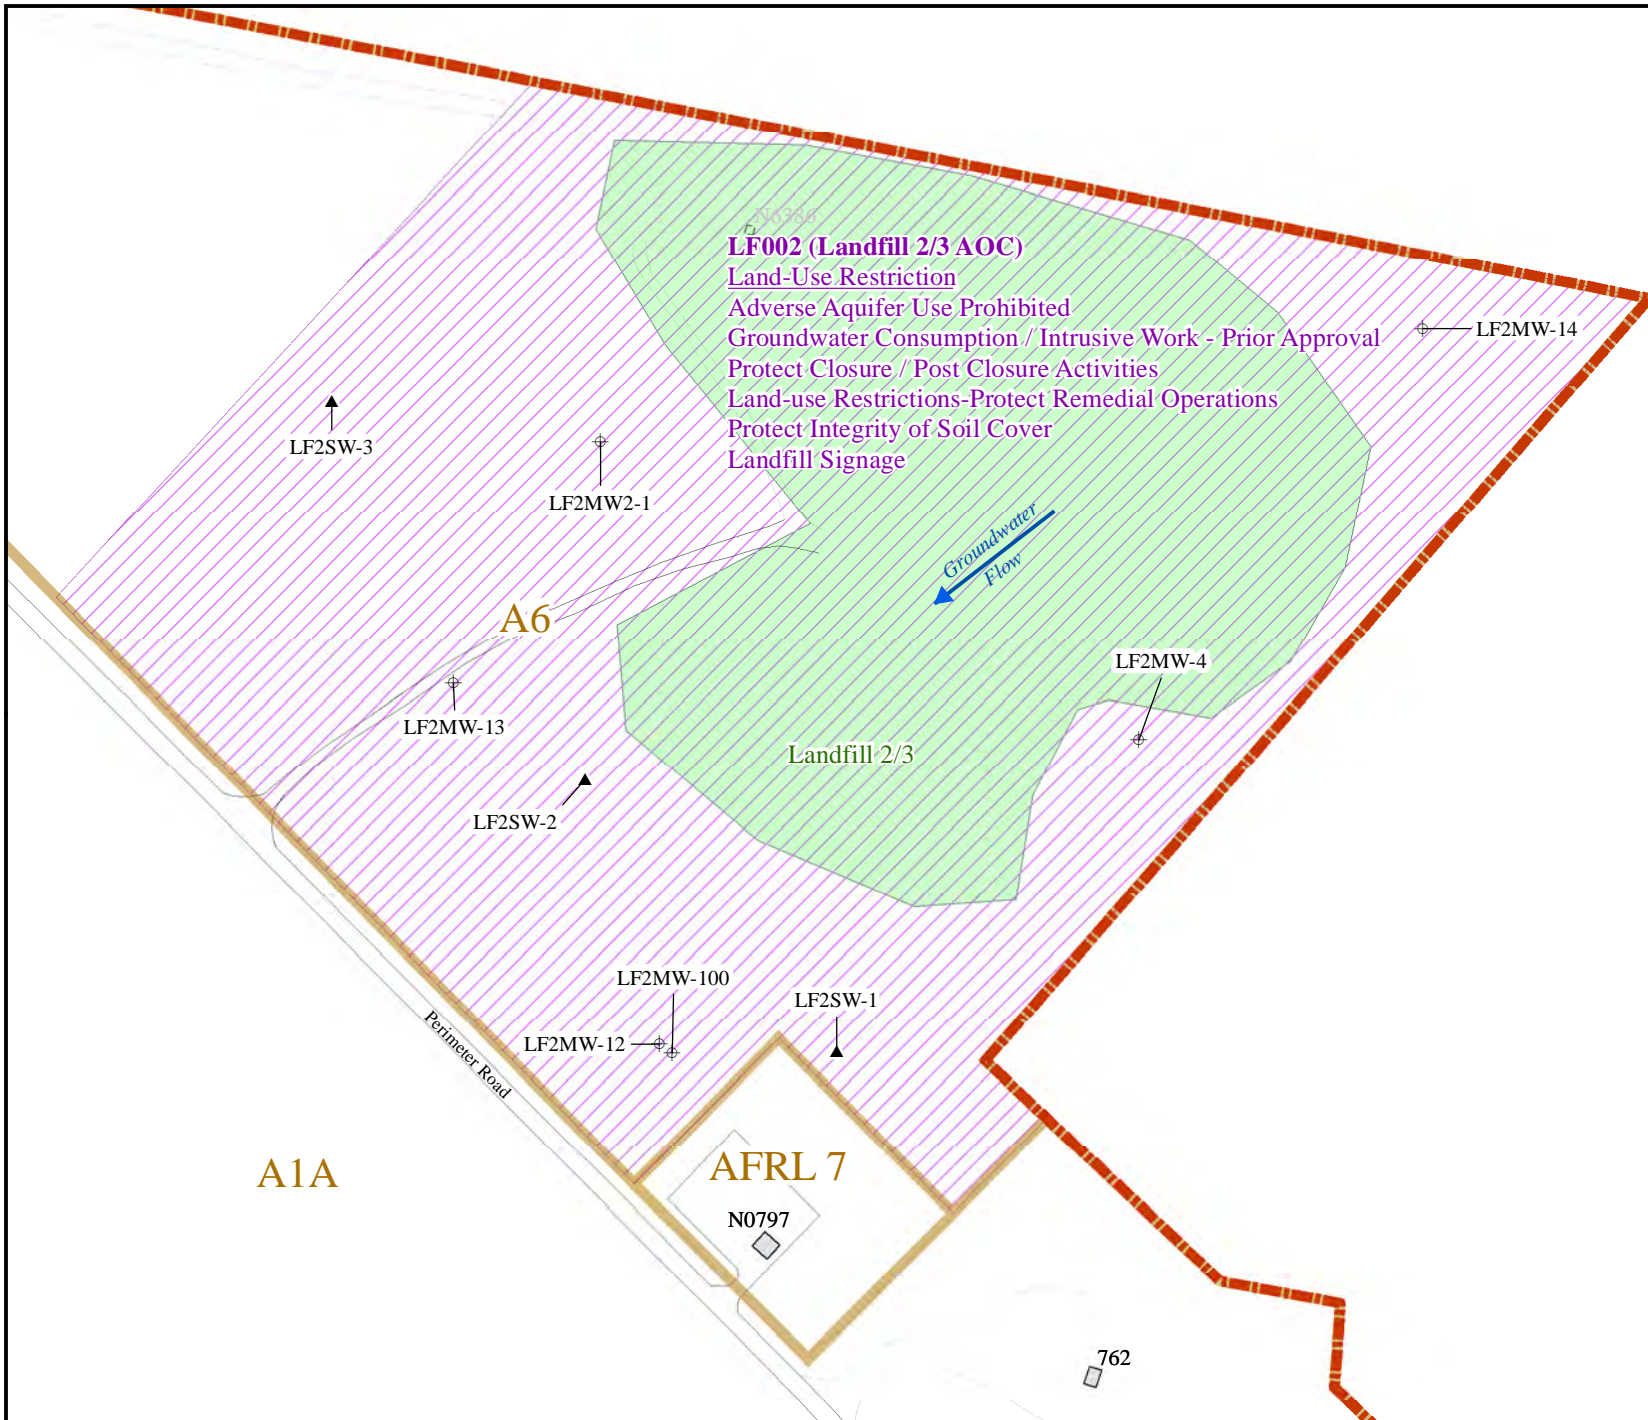 N6386
LF002 (Landfill 2/3 AOC)
Land-Use Restriction
Adverse Aquifer Use Prohibited
Groundwater Consumption / Intrusive Work - Prior Approval
Protect Closure / Post Closure Activities
Land-use Restrictions-Protect Remedial Operations
Protect Integrity of Soil Cover
Landfill Signage
LF2MW-14
LF2SW-3
LF2MW2-1
Groundwater
Flow
A6
LF2MW-4
LF2MW-13
Landfill 2/3
LF2SW-2
LF2MW-100
LF2SW-1
LF2MW-12
Perimeter Road
A1A
AFRL 7
N0797
762